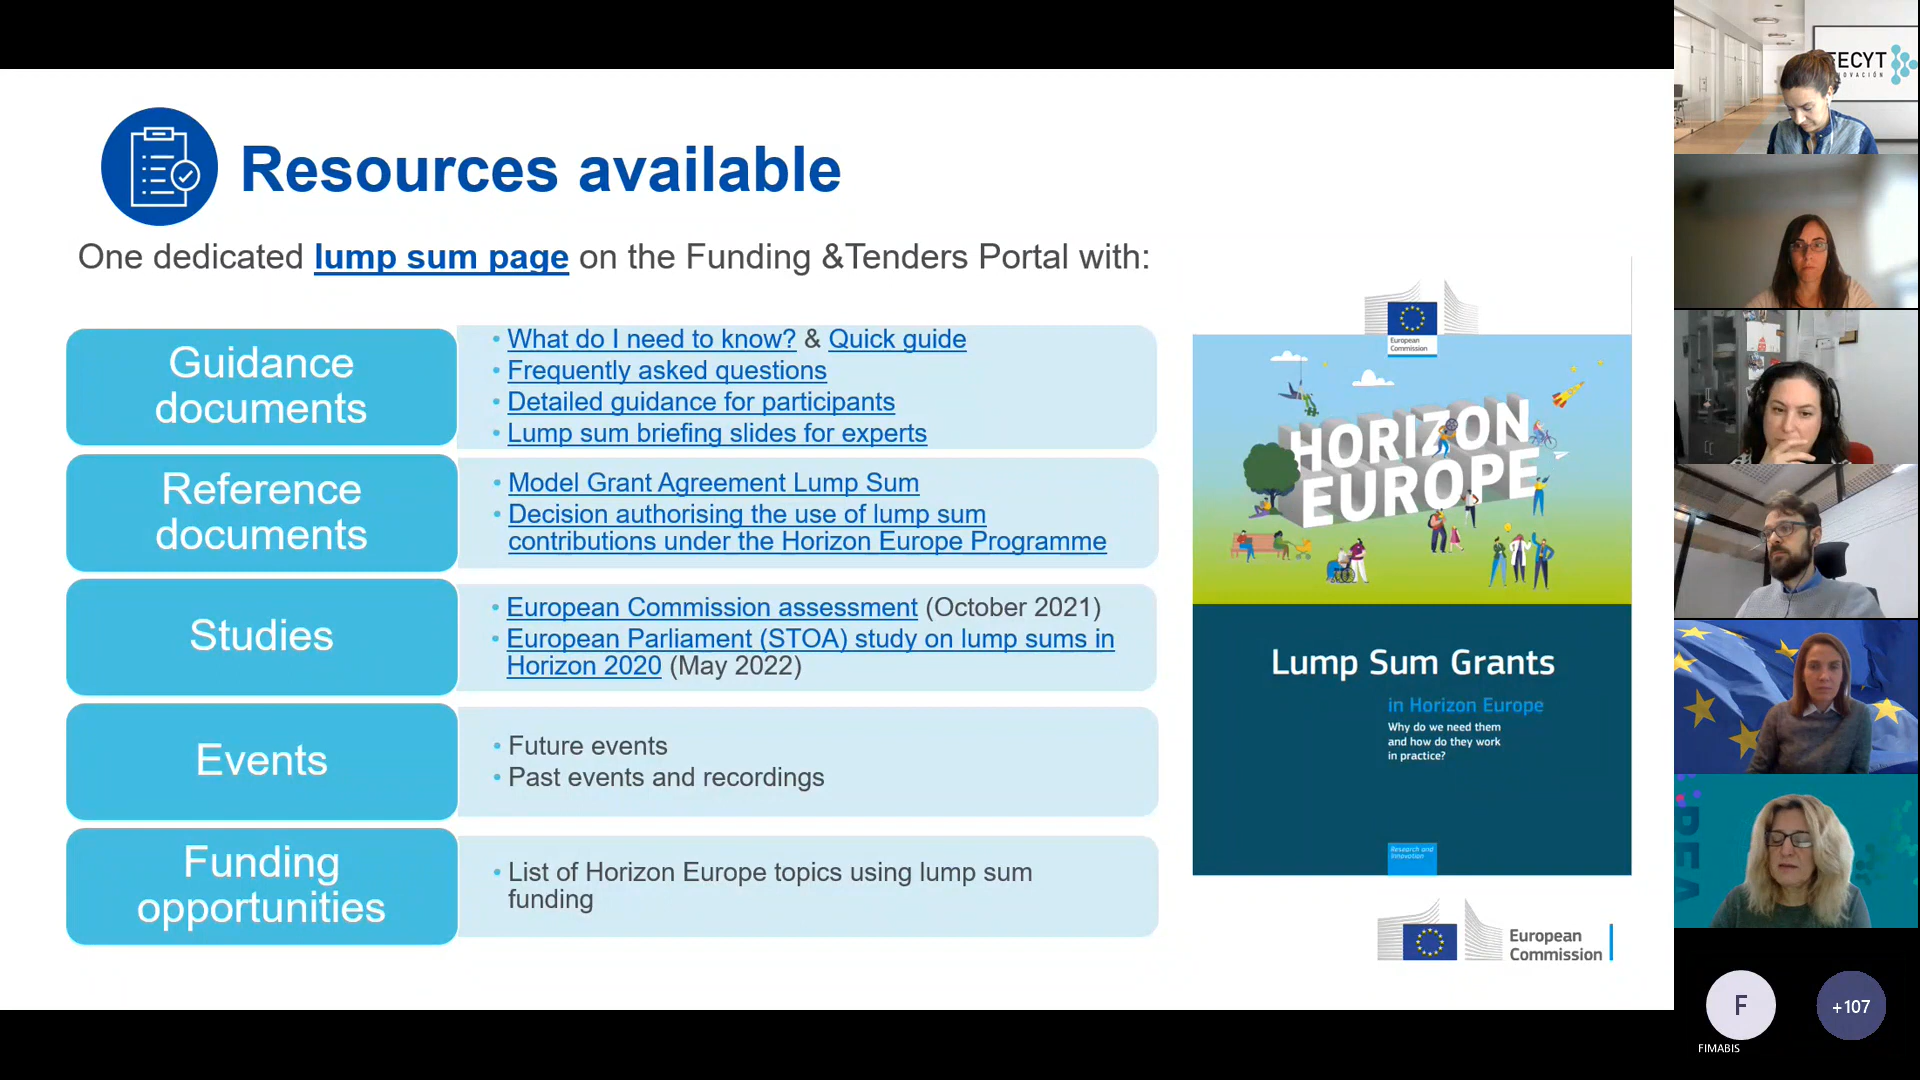 Resources available
One dedicated lump sum page on the Funding &Tenders Portal with:
Guidance
documents
• What do I need to know? & Quick guide
• Frequently asked questions
• Detailed guidance for participants
• Lump sum briefing slides for experts
Reference
documents
• Model Grant Agreement Lump Sum
• Decision authorising the use of lump sum
contributions under the Horizon Europe Programme
Studies
• European Commission assessment (October 2021)
• European Parliament (STOA) study on lump sums in
Horizon 2020 (May 2022)
Events
• Future events
• Past events and recordings
Funding
opportunities
• List of Horizon Europe topics using lump sum
funding
European
Commission
HORIZON
EUROPE
Lump Sum Grants
in Horizon Europe
Why do we need them
and how do they work
in practice?
Research and
Innovation
European
Commission
ECYT
REA
F
+107
FIMABIS